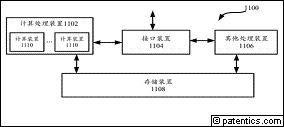 1100
计算处理装置1102
计算装置
1110
...
计算装置
1110
接口装置
1104
其他处理装置
1106
存储装置
1108
© patentics.com